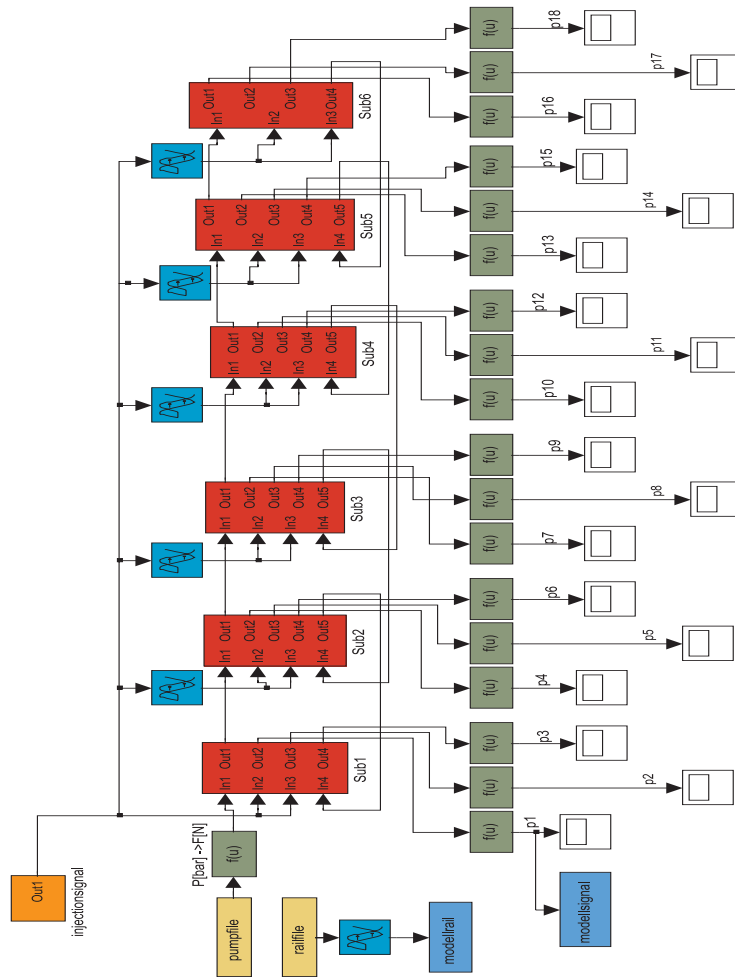 Out1
injectionsignal
pumpfile
P[bar] ->F[N]
f(u)
railfile
modellrail
modellsignal
In1 Out1
In2 Out2
In3 Out3
In4 Out4
Sub1
In1 Out1
In2 Out2
Out3
In3 Out4
In4 Out5
Sub2
In1 Out1
In2 Out2
Out3
In3 Out4
In4 Out5
Sub3
In1 Out1
In2 Out2
Out3
In3 Out4
In4 Out5
Sub4
In1 Out1
In2 Out2
Out3
In3 Out4
In4 Out5
Sub5
In1 Out1
Out2
In2 Out3
In3 Out4
Sub6
f(u)
p1
f(u)
p2
f(u)
p3
f(u)
p4
f(u)
p5
f(u)
p6
f(u)
p7
f(u)
p8
f(u)
p9
f(u)
p10
f(u)
p11
f(u)
p12
f(u)
p13
f(u)
p14
f(u)
p15
f(u)
p16
f(u)
p17
f(u)
p18